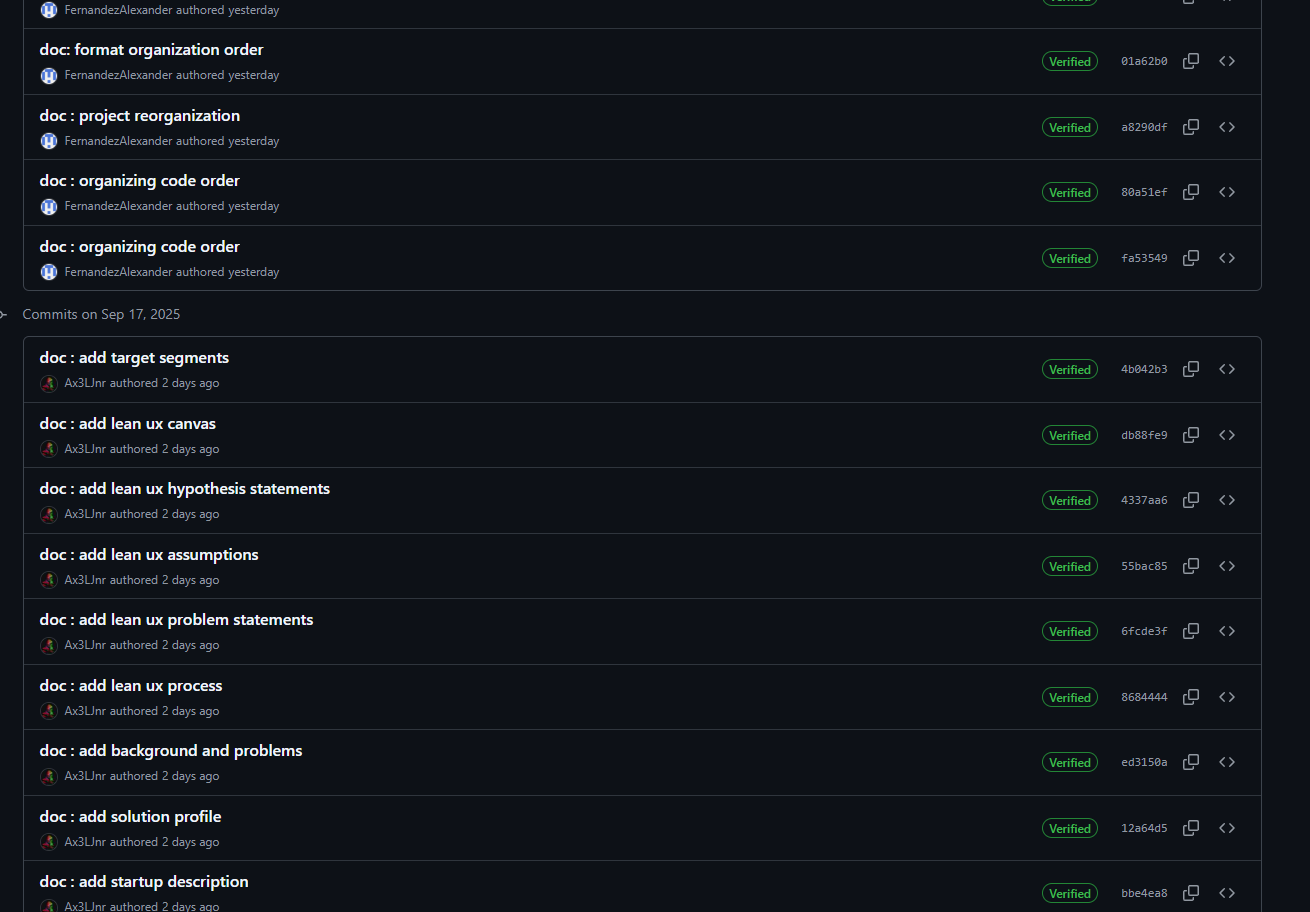 FernandezAlexander authored yesterday
Verified
doc: format organization order
FernandezAlexander authored yesterday
Verified 01a62b0
doc : project reorganization
FernandezAlexander authored yesterday
Verified a8290df
doc : organizing code order
FernandezAlexander authored yesterday
Verified 80a51ef
doc : organizing code order
FernandezAlexander authored yesterday
Verified fa53549
Commits on Sep 17, 2025
doc : add target segments
Ax3LJnr authored 2 days ago
Verified 4b042b3
doc : add lean ux canvas
Ax3LJnr authored 2 days ago
Verified db88fe9
doc : add lean ux hypothesis statements
Ax3LJnr authored 2 days ago
Verified 4337aa6
doc : add lean ux assumptions
Ax3LJnr authored 2 days ago
Verified 55bac85
doc : add lean ux problem statements
Ax3LJnr authored 2 days ago
Verified 6fcde3f
doc : add lean ux process
Ax3LJnr authored 2 days ago
Verified 8684444
doc : add background and problems
Ax3LJnr authored 2 days ago
Verified ed3150a
doc : add solution profile
Ax3LJnr authored 2 days ago
Verified 12a64d5
doc : add startup description
Ax3LJnr authored 2 days ago
Verified bbe4ea8